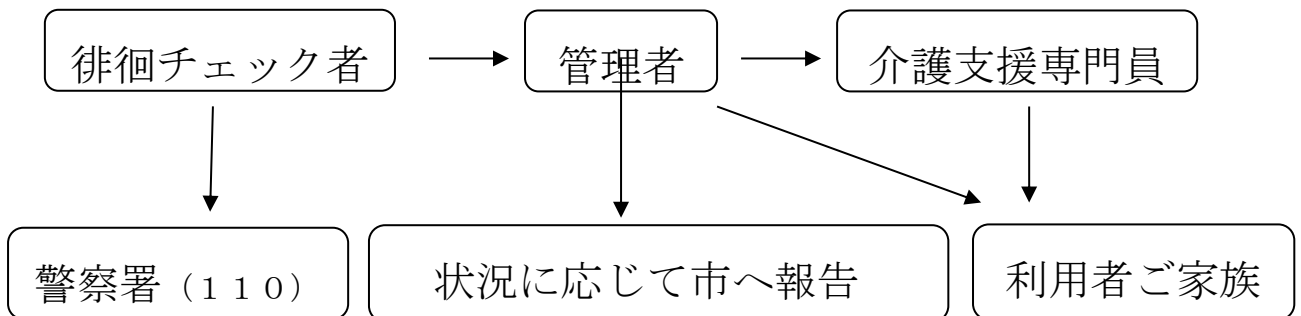 徘徊チェック者
管理者
介護支援専門員
警察署（１１０）
状況に応じて市へ報告
利用者ご家族